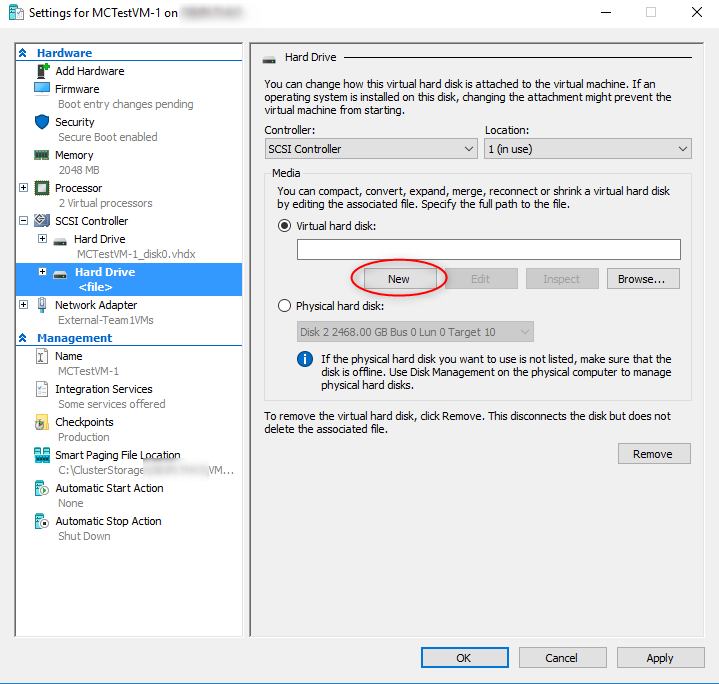 Settings for MCTestVM-1 on
Hardware
Add Hardware
Firmware
Boot entry changes pending
Security
Secure Boot enabled
Memory
2048 MB
Processor
2 Virtual processors
SCSI Controller
Hard Drive
MCTestVM-1_disk0.vhdx
Hard Drive
<file>
Network Adapter
External-Team1VMs
Management
Name
MCTestVM-1
Integration Services
Some services offered
Checkpoints
Production
Smart Paging File Location
C:\ClusterStorage VM...
Automatic Start Action
None
Automatic Stop Action
Shut Down
Hard Drive
You can change how this virtual hard disk is attached to the virtual machine. If an
operating system is installed on this disk, changing the attachment might prevent the
virtual machine from starting.
Controller: Location:
SCSI Controller 1 (in use)
Media
You can compact, convert, expand, merge, reconnect or shrink a virtual hard disk
by editing the associated file. Specify the full path to the file.
Virtual hard disk:
New Edit Inspect Browse...
Physical hard disk:
Disk 2 2468.00 GB Bus 0 Lun 0 Target 10
If the physical hard disk you want to use is not listed, make sure that the
disk is offline. Use Disk Management on the physical computer to manage
physical hard disks.
To remove the virtual hard disk, click Remove. This disconnects the disk but does not
delete the associated file.
Remove
OK Cancel Apply